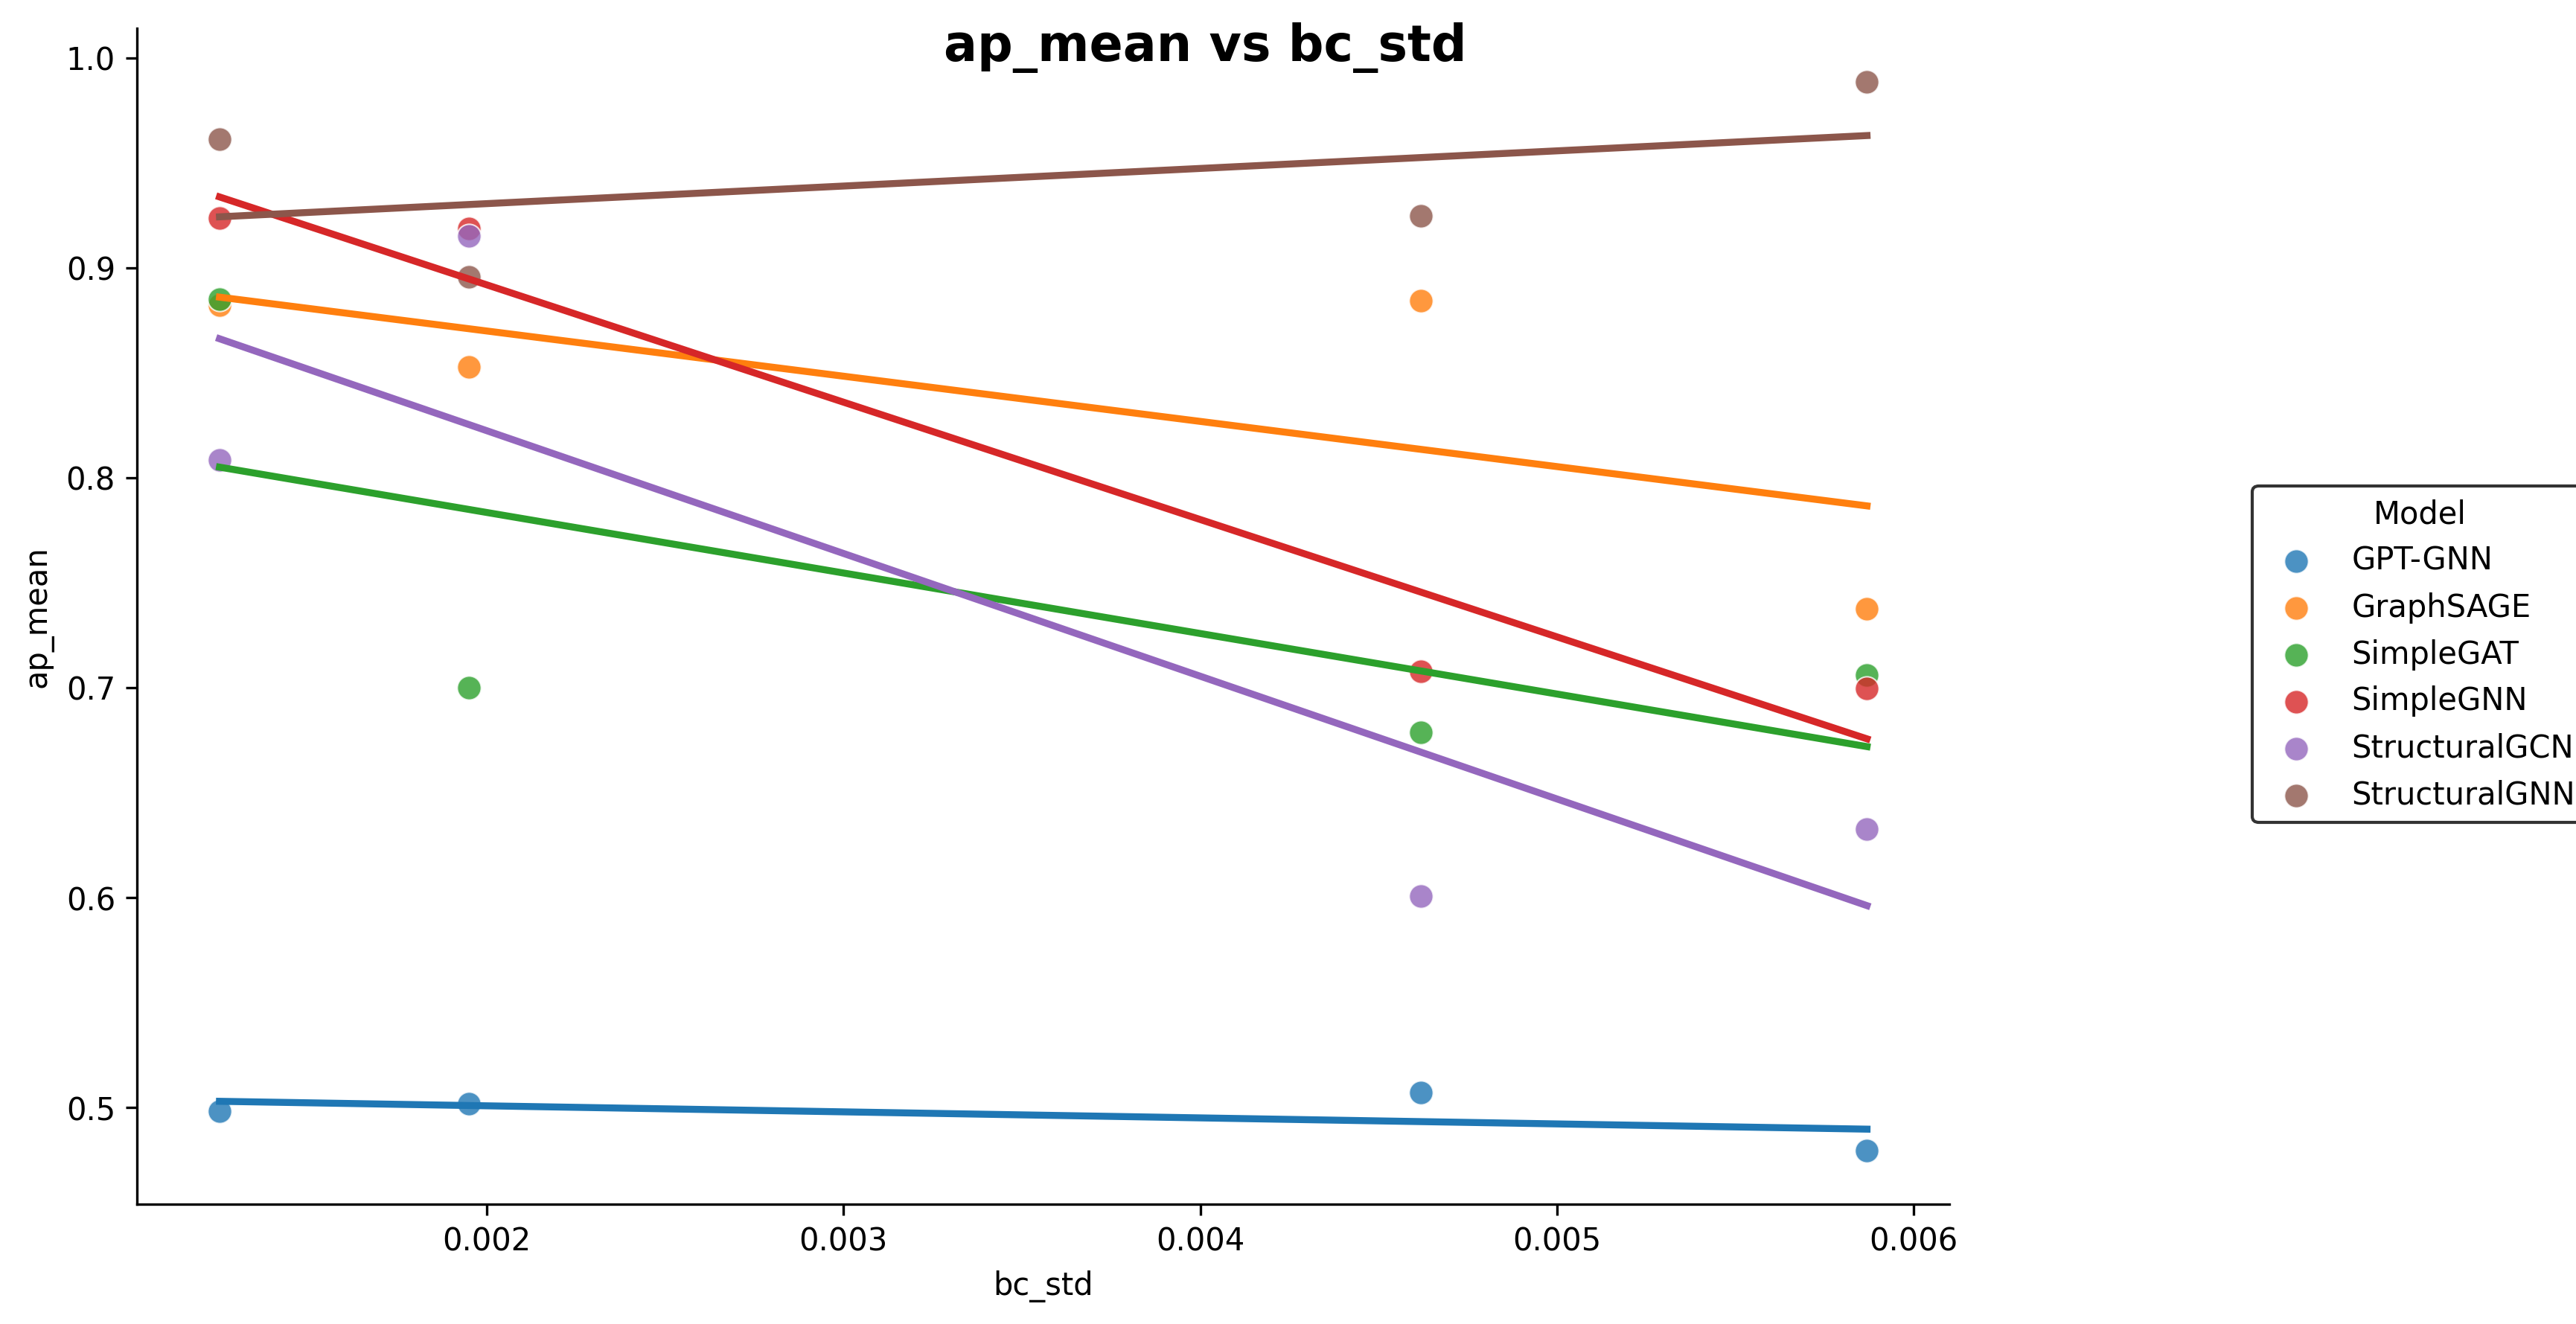 ap_mean vs bc_std
1.0
0.9
0.8
0.7
0.6
0.5
ap_mean
0.002
0.003
0.004
0.005
0.006
bc_std
Model
GPT-GNN
GraphSAGE
SimpleGAT
SimpleGNN
StructuralGCN
StructuralGNN